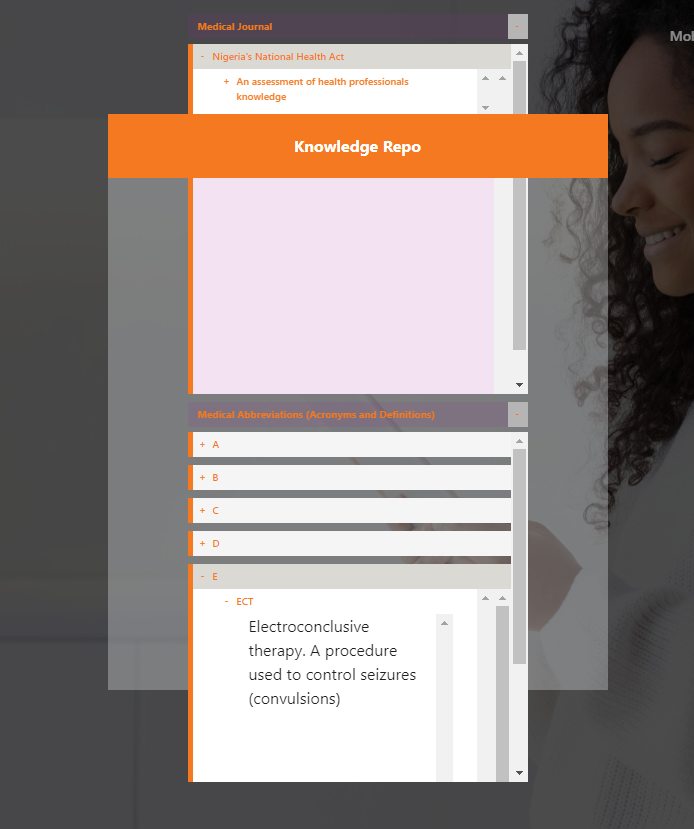 Medical Journal
-
Mo
- Nigeria's National Health Act
+ An assessment of health professionals
knowledge
Knowledge Repo
Medical Abbreviations (Acronyms and Definitions)
-
+ A
+ B
+ C
+ D
- E
- ECT
Electroconclusive
therapy. A procedure
used to control seizures
(convulsions)